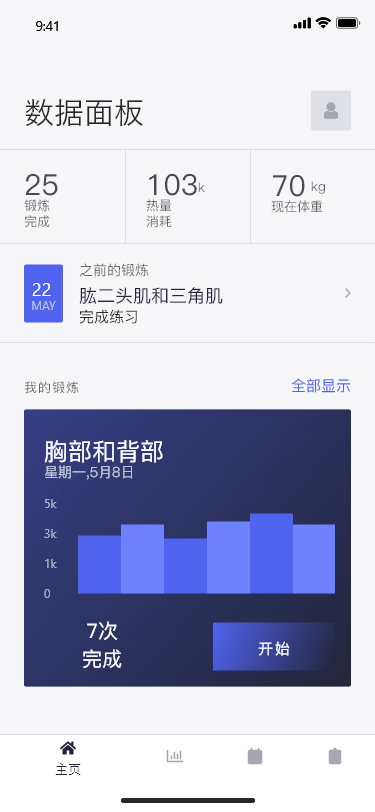 9:41
数据面板
25
锻炼
完成
103k
热量
消耗
70 kg
现在体重
22
MAY
之前的锻炼
肱二头肌和三角肌
完成练习
我的锻炼
全部显示
胸部和背部
星期一,5月8日
5k
3k
1k
0
7次
完成
开始
主页